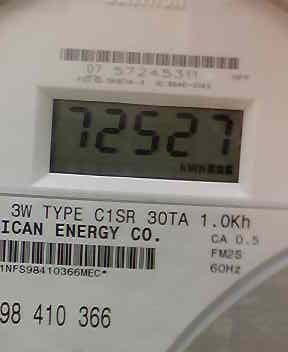 07 57245311
72527
3W TYPE C1SR 30TA 1.0Kh
ICAN ENERGY CO.
CA 0.5
FM2S
60Hz
1NFS98410366MEC*
98 410 366